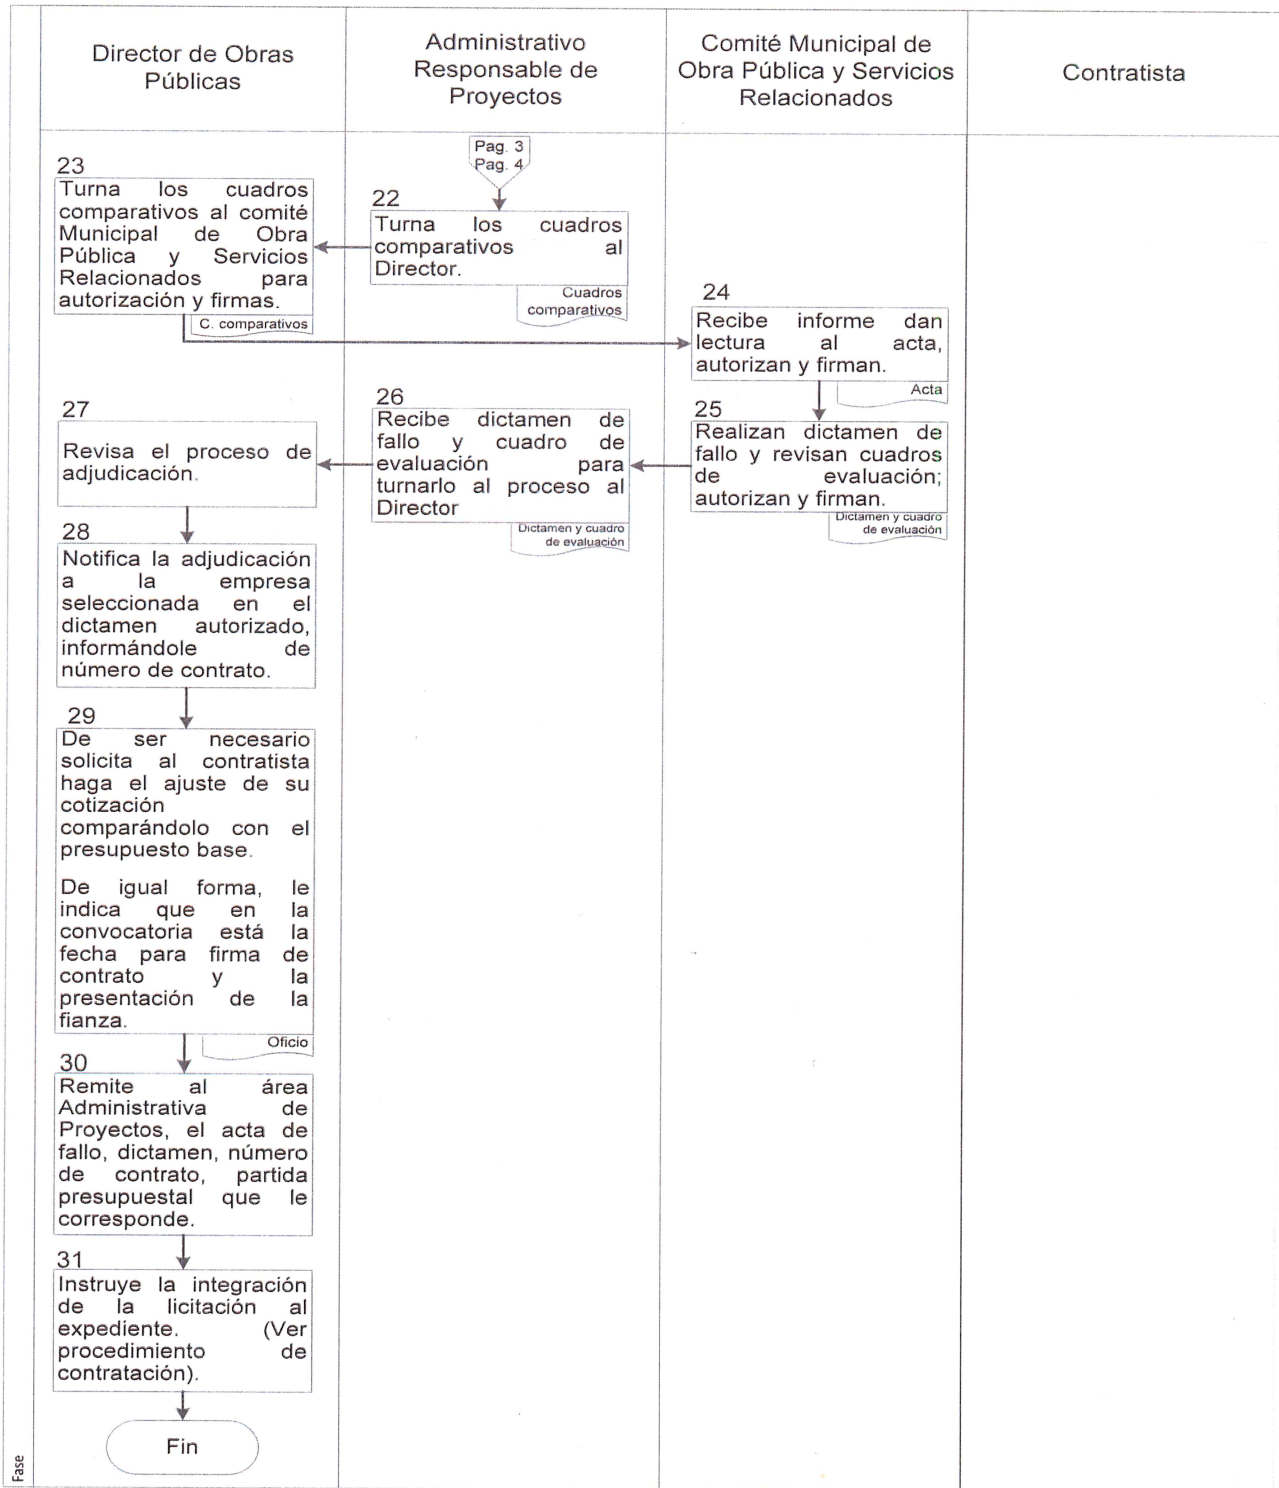 Director de Obras
Públicas
Administrativo
Responsable de
Proyectos
Comité Municipal de
Obra Pública y Servicios
Relacionados
Contratista
Pag. 3
Pag. 4
22
Turna los cuadros
comparativos al
Director.
Cuadros
comparativos
23
Turna los cuadros
comparativos al comité
Municipal de Obra
Pública y Servicios
Relacionados para
autorización y firmas.
C. comparativos
24
Recibe informe dan
lectura al acta,
autorizan y firman.
Acta
25
Realizan dictamen de
fallo y revisan cuadros
de evaluación;
autorizan y firman.
Dictamen y cuadro
de evaluación
26
Recibe dictamen de
fallo y cuadro de
evaluación para
turnarlo al proceso al
Director
Dictamen y cuadro
de evaluación
27
Revisa el proceso de
adjudicación.
28
Notifica la adjudicación
a la empresa
seleccionada en el
dictamen autorizado,
informándole de
número de contrato.
29
De ser necesario
solicita al contratista
haga el ajuste de su
cotización
comparándolo con el
presupuesto base.
De igual forma, le
indica que en la
convocatoria está la
fecha para firma de
contrato y la
presentación de la
fianza.
Oficio
30
Remite al área
Administrativa de
Proyectos, el acta de
fallo, dictamen, número
de contrato, partida
presupuestal que le
corresponde.
31
Instruye la integración
de la licitación al
expediente. (Ver
procedimiento de
contratación).
Fin
Fase